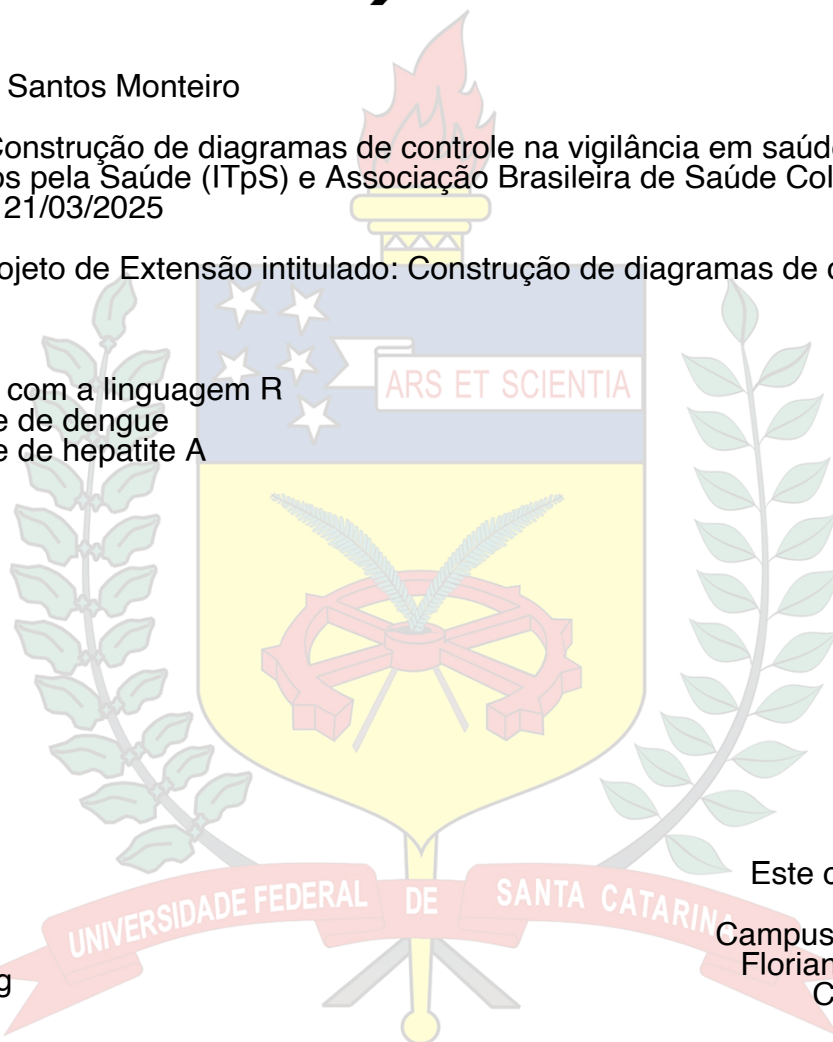 Santos Monteiro
Construção de diagramas de controle na vigilância em saúde
os pela Saúde (ITpS) e Associação Brasileira de Saúde Col
21/03/2025
ojeto de Extensão intitulado: Construção de diagramas de
com a linguagem R
ARS ET SCIENTIA
e de dengue
e de hepatite A
Este
UNIVERSIDADE FEDERAL DE SANTA CATARINA
Campus
Florian
g
C